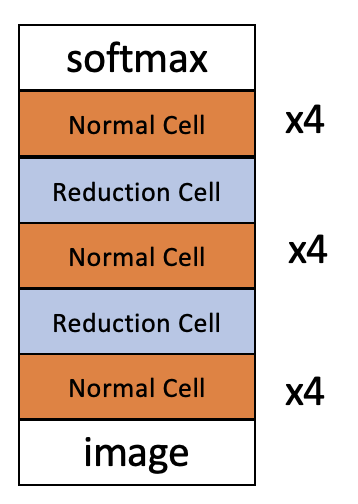 softmax
Normal Cell x4
Reduction Cell
Normal Cell x4
Reduction Cell
Normal Cell x4
image